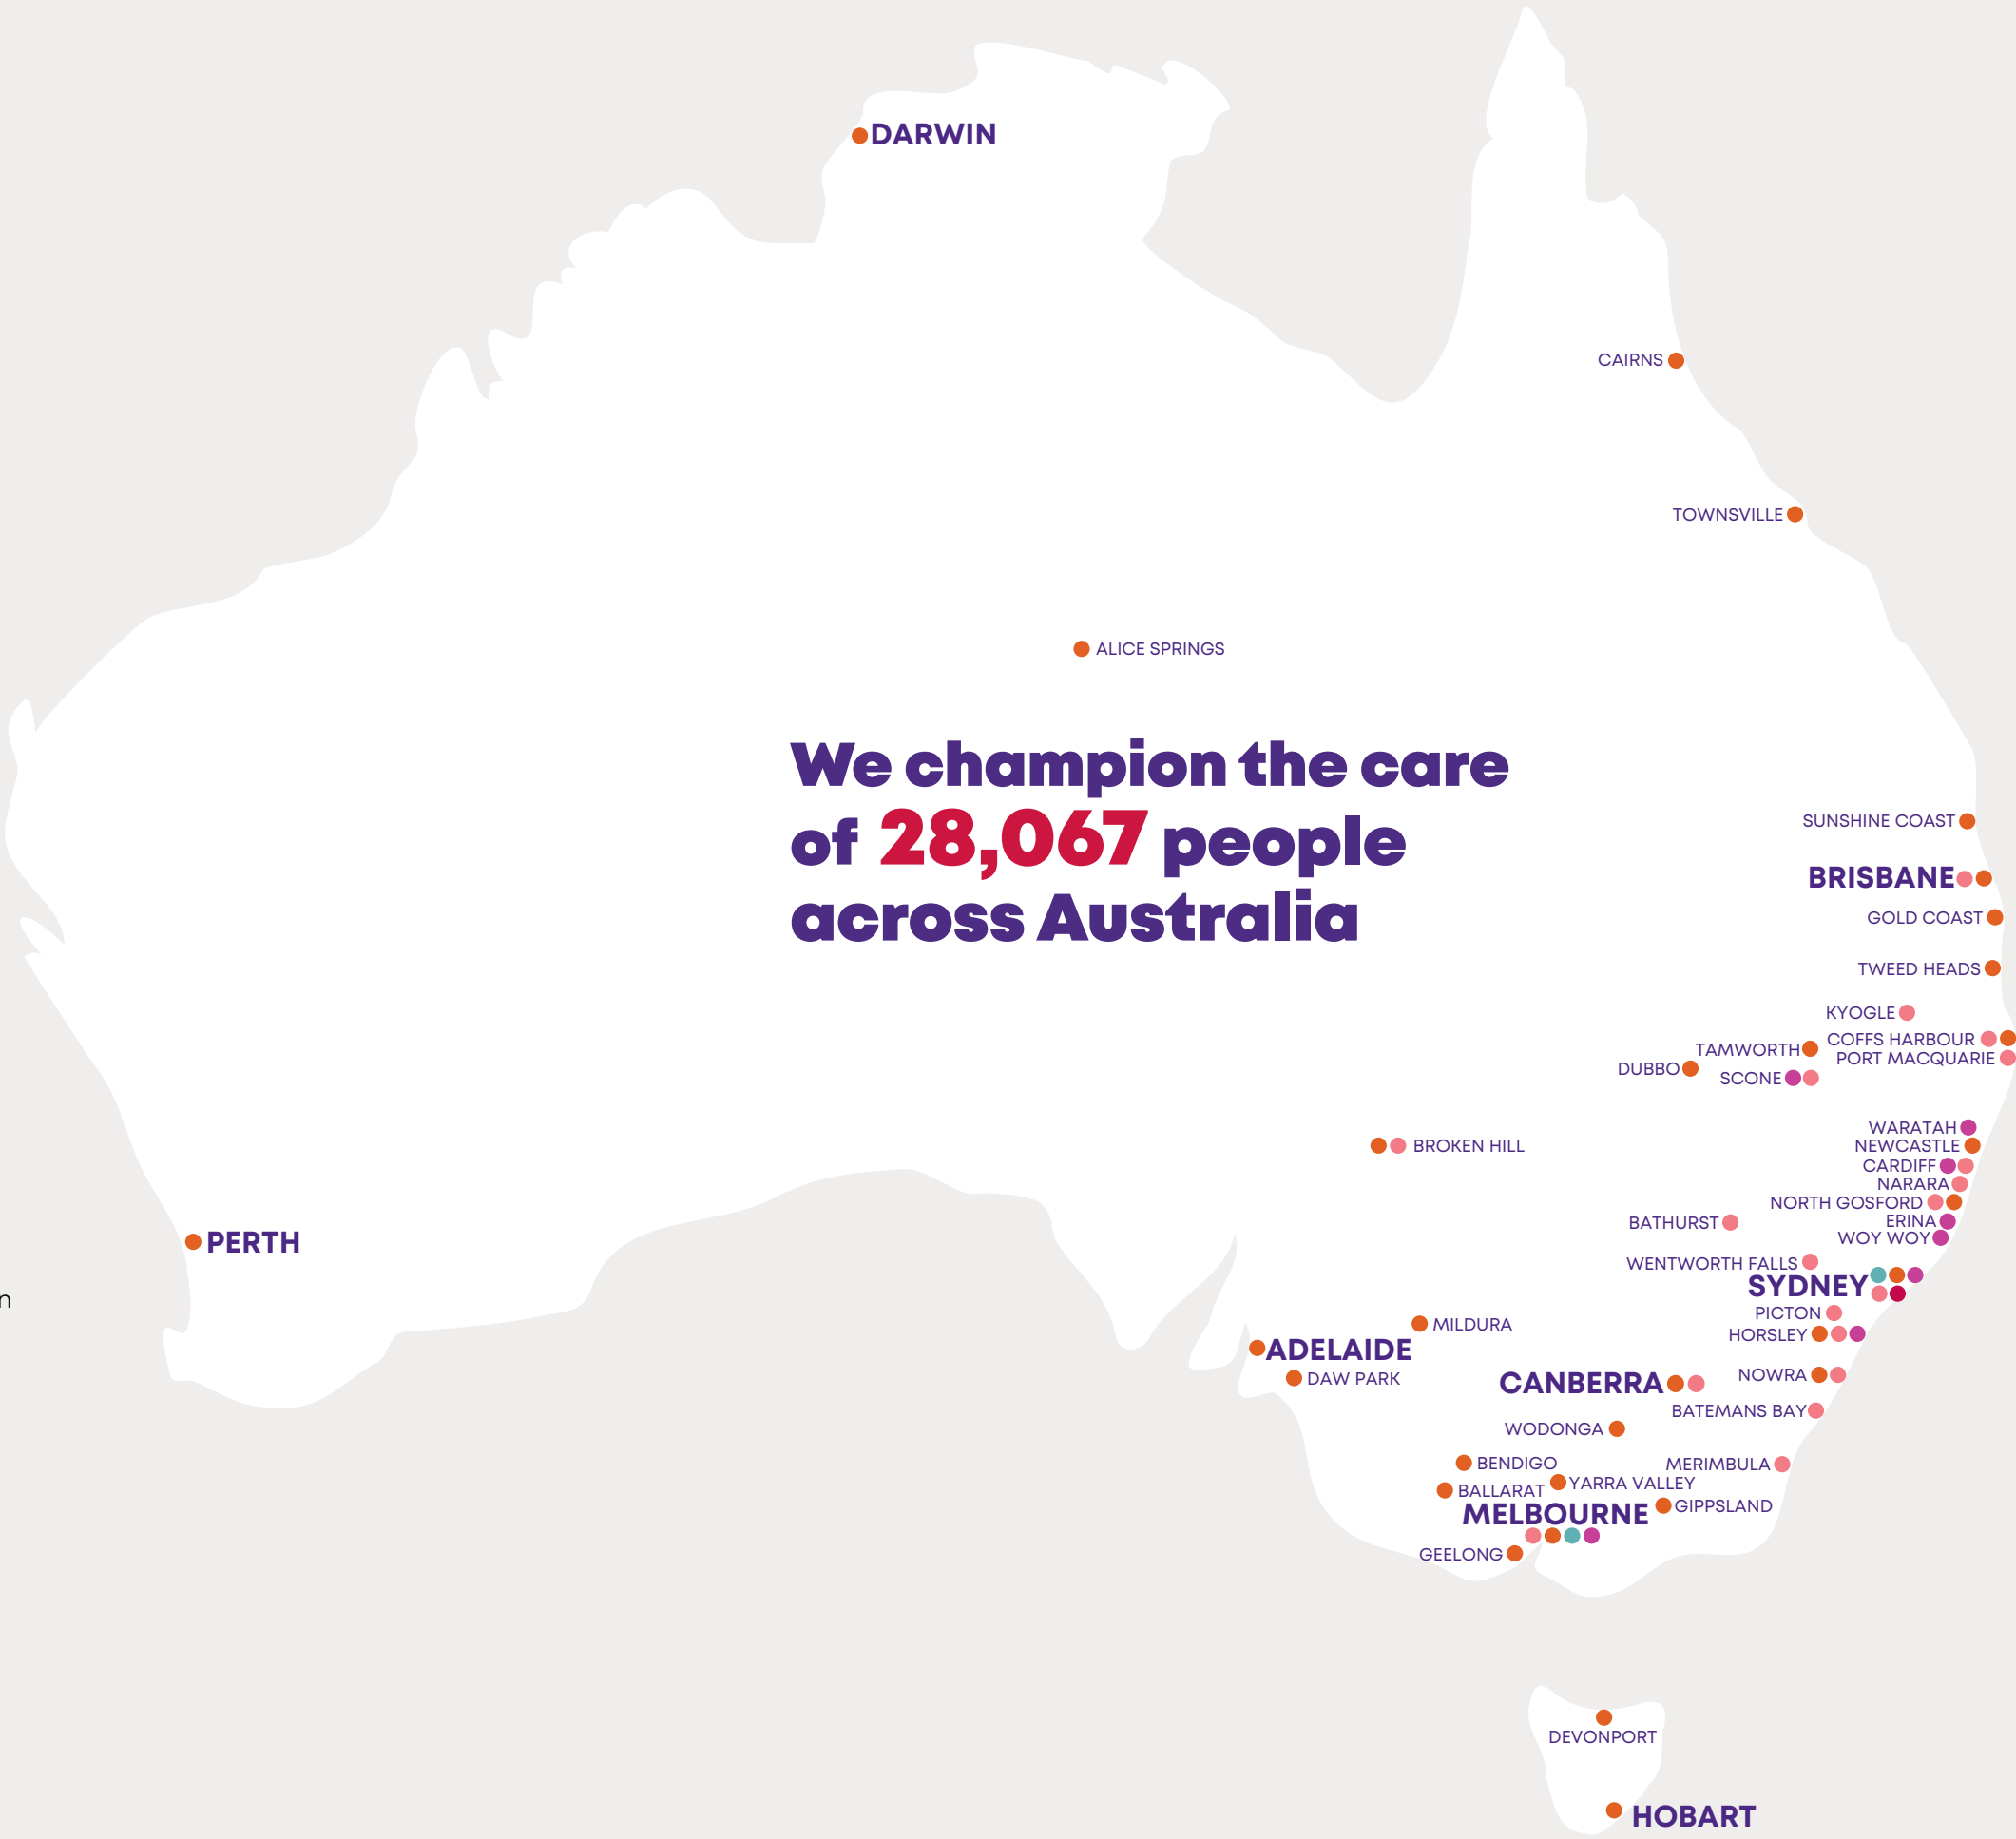 DARWIN
CAIRNS
TOWNSVILLE
ALICE SPRINGS
We champion the care
of 28,067 people
across Australia
SUNSHINE COAST
BRISBANE
GOLD COAST
TWEED HEADS
KYOGLE
COFFS HARBOUR
TAMWORTH
PORT MACQUARIE
DUBBO
SCONE
WARATAH
BROKEN HILL
NEWCASTLE
CARDIFF
NARARA
NORTH GOSFORD
BATHURST
ERINA
WOY WOY
PERTH
WENTWORTH FALLS
SYDNEY
n
PICTON
MILDURA
HORSLEY
ADELAIDE
NOWRA
DAW PARK
CANBERRA
BATEMANS BAY
WODONGA
BENDIGO
MERIMBULA
YARRA VALLEY
BALLARAT
GIPPSLAND
MELBOURNE
GEELONG
DEVONPORT
HOBART